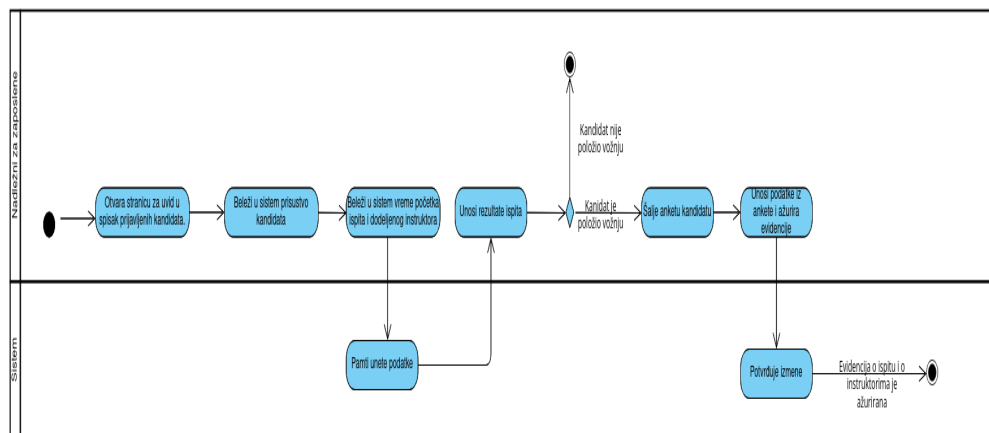 Nadležni za zaposlene
Otvara stranicu za uvid u
spisak prijavljenih kandidata.
Beleži u sistem prisustvo
kandidata
Beleži u sistem vreme početka
ispita i dodeljenog instruktora
Unosi rezultate ispita
Kandidat nije
položio vožnju
Kanidat je
položio vožnju
Šalje anketu kandidatu
Unosi podatke iz
ankete i ažurira
evidencije
Sistem
Pamti unete podatke
Potvrđuje izmene
Evidencija o ispitu i o
instruktorima je
ažurirana